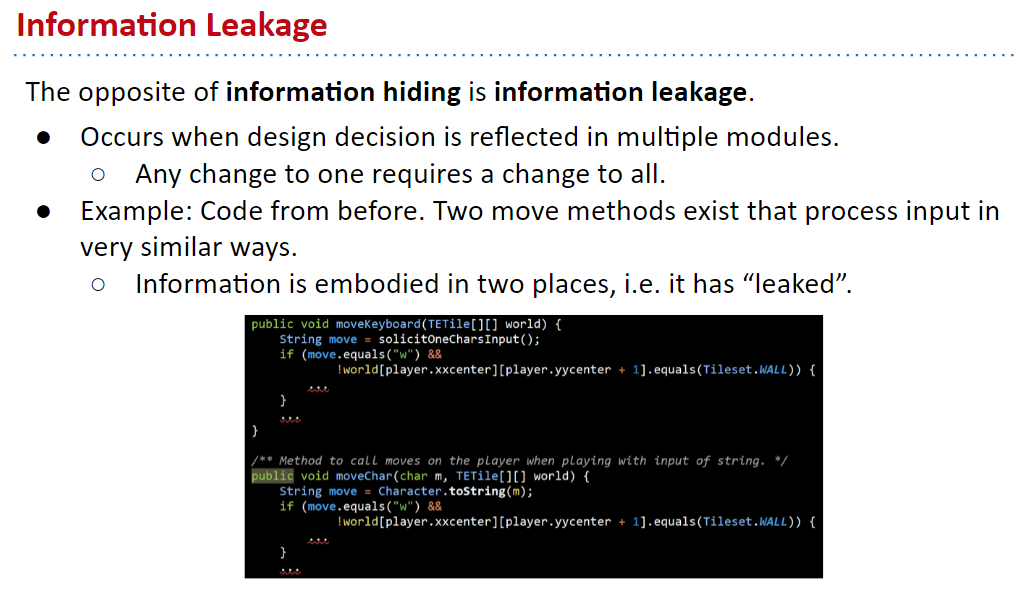 Information Leakage
The opposite of information hiding is information leakage.
● Occurs when design decision is reflected in multiple modules.
○ Any change to one requires a change to all.
● Example: Code from before. Two move methods exist that process input in
very similar ways.
○ Information is embodied in two places, i.e. it has “leaked”.
public void moveKeyboard(TETile[][] world) {
String move = solicitOneCharsInput();
if (move.equals("w") &&
!world[player.xxcenter][player.yycenter + 1].equals(Tileset.WALL)) {
...
}
...
}
/** Method to call moves on the player when playing with input of string. */
public void moveChar(char m, TETile[][] world) {
String move = Character.toString(m);
if (move.equals("w") &&
!world[player.xxcenter][player.yycenter + 1].equals(Tileset.WALL)) {
...
}
...